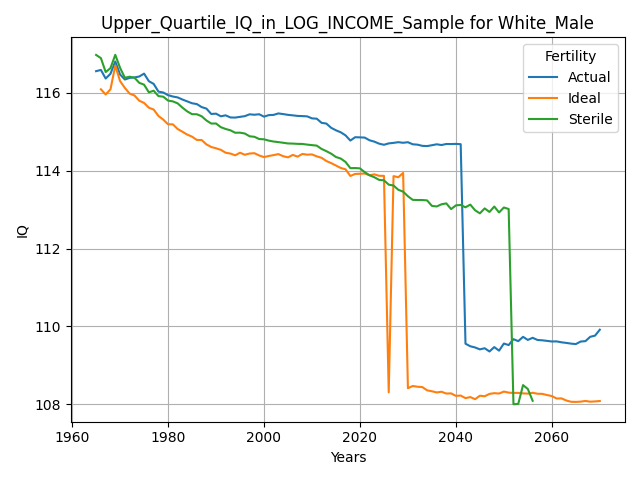 Upper_Quartile_IQ_in_LOG_INCOME_Sample for White_Male
Fertility
Actual
Ideal
Sterile
IQ
116
114
112
110
108
1960
1980
2000
2020
2040
2060
Years